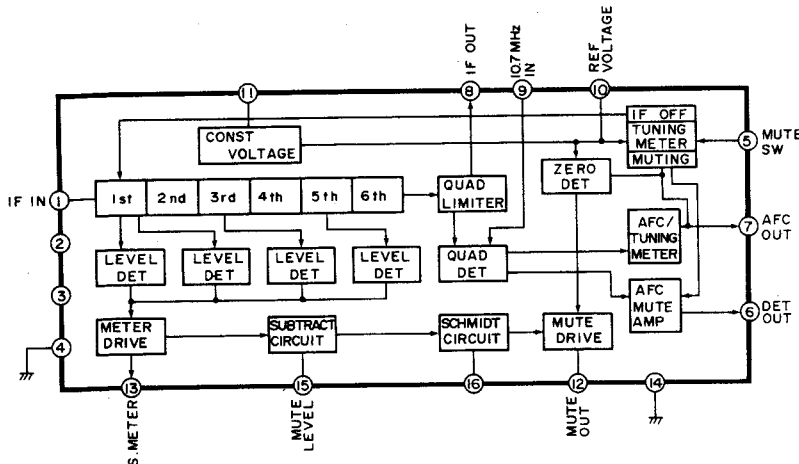 IF OUT
10.7MHz
IN
REF
VOLTAGE
11
8
9
10
CONST
VOLTAGE
IF OFF
TUNING
METER
MUTING
5
MUTE
SW
IF IN
1
1st
2nd
3rd
4th
5th
6th
QUAD
LIMITER
ZERO
DET
2
LEVEL
DET
LEVEL
DET
LEVEL
DET
LEVEL
DET
QUAD
DET
AFC/
TUNING
METER
7
AFC
OUT
3
METER
DRIVE
SUBTRACT
CIRCUIT
SCHMIDT
CIRCUIT
MUTE
DRIVE
AFC
MUTE
AMP
6
DET
OUT
4
13
15
16
12
14
S.METER
MUTE
LEVEL
MUTE OUT